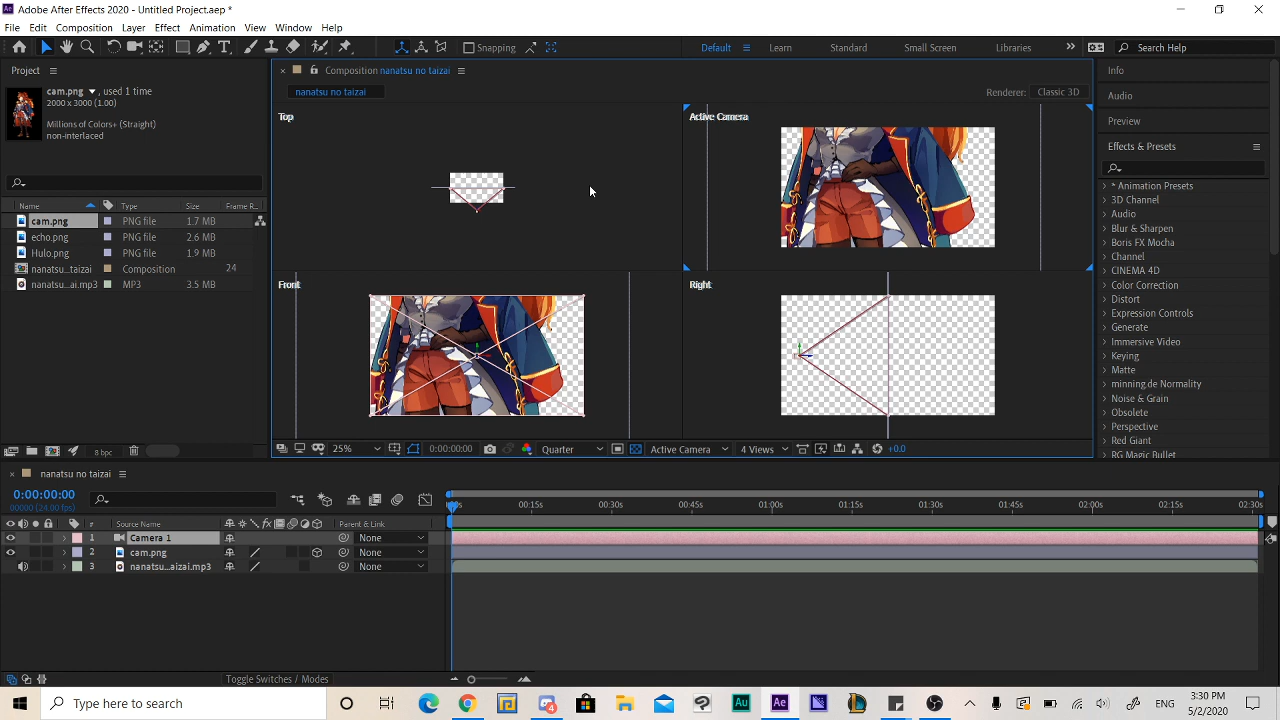 Adobe After Effects 2020 - Untitled Project.aep *
File Edit Composition Layer Effect Animation View Window Help
Snapping
Default
Learn
Standard
Small Screen
Libraries
Search Help
Project
cam.png , used 1 time
2000 x 3000 (1.00)
Millions of Colors+ (Straight)
non-interlaced
Name Type Size Frame R...
cam.png PNG file 1.7 MB
echo.png PNG file 2.6 MB
Hulo.png PNG file 1.9 MB
nanatsu...taizai Composition 24
nanatsu...ai.mp3 MP3 3.5 MB
8 bpc
Composition nanatsu no taizai
nanatsu no taizai
Renderer: Classic 3D
Top
Active Camera
Front
Right
25% 0:00:00:00 Quarter Active Camera 4 Views +0.0
Info
Audio
Preview
Effects & Presets
* Animation Presets
3D Channel
Audio
Blur & Sharpen
Boris FX Mocha
Channel
CINEMA 4D
Color Correction
Distort
Expression Controls
Generate
Immersive Video
Keying
Matte
minning de Normality
Noise & Grain
Obsolete
Perspective
Red Giant
RG Magic Bullet
nanatsu no taizai
0:00:00:00
00000 (24.00 fps)
00:15s 00:30s 00:45s 01:00s 01:15s 01:30s 01:45s 02:00s 02:15s 02:30s
# Source Name Parent & Link
1 Camera 1 None
2 cam.png None
3 nanatsu...aizai.mp3 None
Toggle Switches / Modes
Type here to search
3:30 PM
5/2/2020